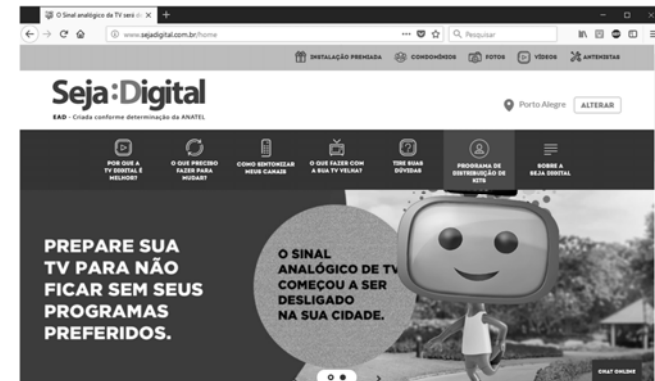 O Sinal analógico da TV será d
www.sejadigital.com.br/home
Pesquisar
INSTALAÇÃO PREMIADA
CONDOMÍNIOS
FOTOS
VÍDEOS
ANTENISTAS
Seja:Digital
EAD - Criada conforme determinação da ANATEL
Porto Alegre
ALTERAR
POR QUE A
TV DIGITAL É
MELHOR?
O QUE PRECISO
FAZER PARA
MUDAR?
COMO SINTONIZAR
MEUS CANAIS
O QUE FAZER COM
A SUA TV VELHA?
TIRE SUAS
DÚVIDAS
PROGRAMA DE
DISTRIBUIÇÃO DE
KITS
SOBRE A
SEJA DIGITAL
PREPARE SUA
TV PARA NÃO
FICAR SEM SEUS
PROGRAMAS
PREFERIDOS.
O SINAL
ANALÓGICO DE TV
COMEÇOU A SER
DESLIGADO
NA SUA CIDADE.
CHAT ONLINE